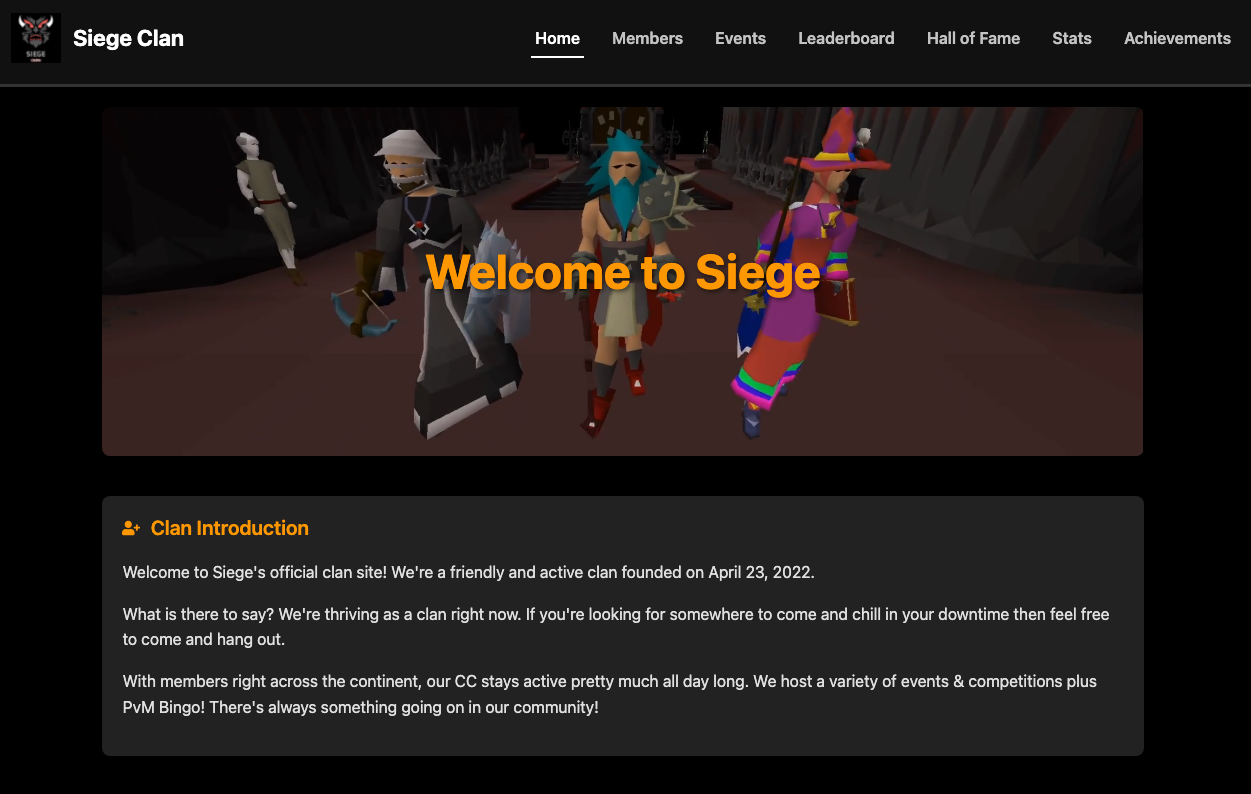 SIEGE
Siege Clan
Home Members Events Leaderboard Hall of Fame Stats Achievements
Welcome to Siege
Clan Introduction
Welcome to Siege's official clan site! We're a friendly and active clan founded on April 23, 2022.
What is there to say? We're thriving as a clan right now. If you're looking for somewhere to come and chill in your downtime then feel free
to come and hang out.
With members right across the continent, our CC stays active pretty much all day long. We host a variety of events & competitions plus
PvM Bingo! There's always something going on in our community!